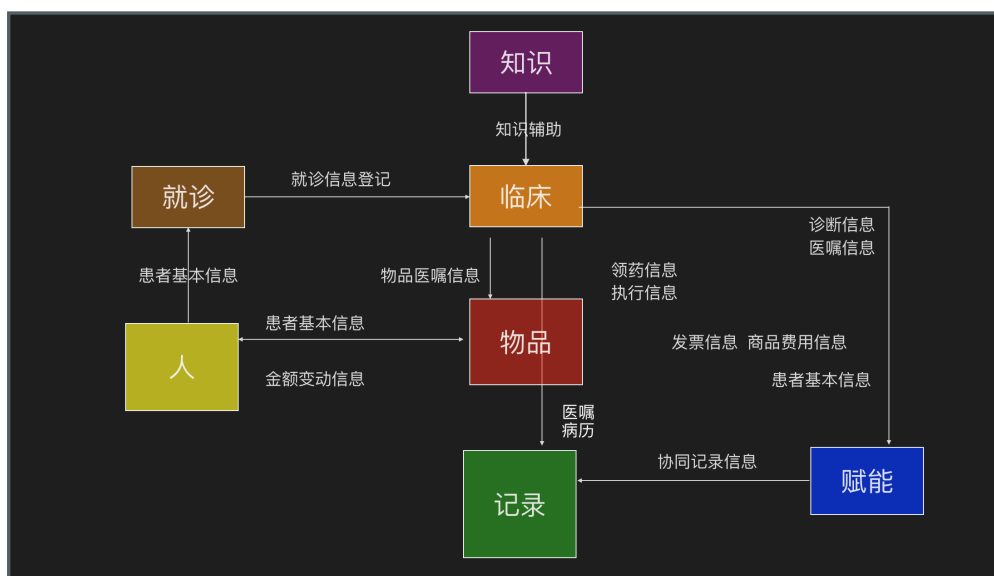 知识
知识辅助
就诊
就诊信息登记
临床
诊断信息
医嘱信息
患者基本信息
物品医嘱信息
领药信息
执行信息
人
患者基本信息
金额变动信息
物品
发票信息 商品费用信息
患者基本信息
医嘱
病历
记录
协同记录信息
赋能